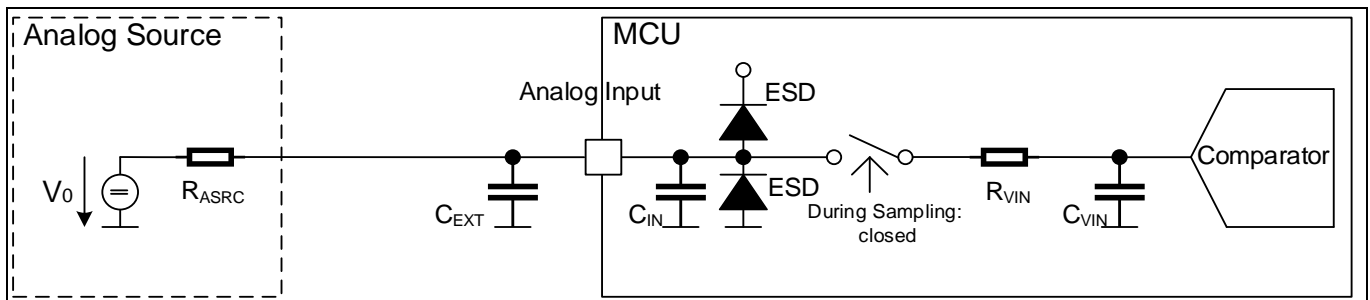 Analog Source
MCU
Analog Input
ESD
V0
RASRC
CEXT
CIN
ESD
During Sampling:
closed
RVIN
CVIN
Comparator